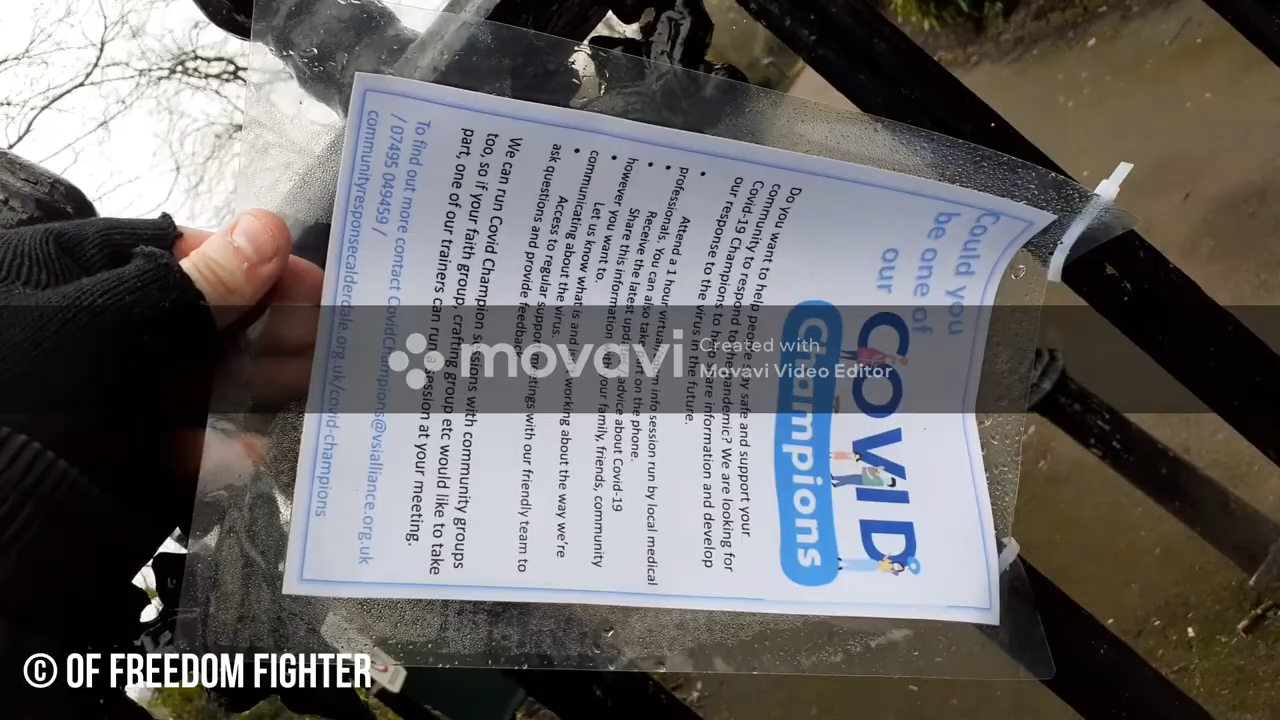 Could you
be one of
our COVID
Champions
Do you want to help people stay safe and support your
community to respond to the pandemic? We are looking for
Covid-19 Champions to help share information and develop
our response to the virus in the future.
• Attend a 1 hour virtual info session run by local medical
professionals. You can also take part on the phone.
• Receive the latest advice about Covid-19
• Share this information your family, friends, community
however you want to.
• Let us know what is and working about the way we're
communicating about the virus.
• Access to regular support meetings with our friendly team to
ask questions and provide feedback
We can run Covid Champion sessions with community groups
too, so if your faith group, crafting group etc would like to take
part, one of our trainers can run a session at your meeting.
To find out more contact CovidChampions@vsialliance.org.uk
/ 07495 049459 /
communityresponsecalderdale.org.uk/covid-champions
movavi
Created with
Movavi Video Editor
© OF FREEDOM FIGHTER